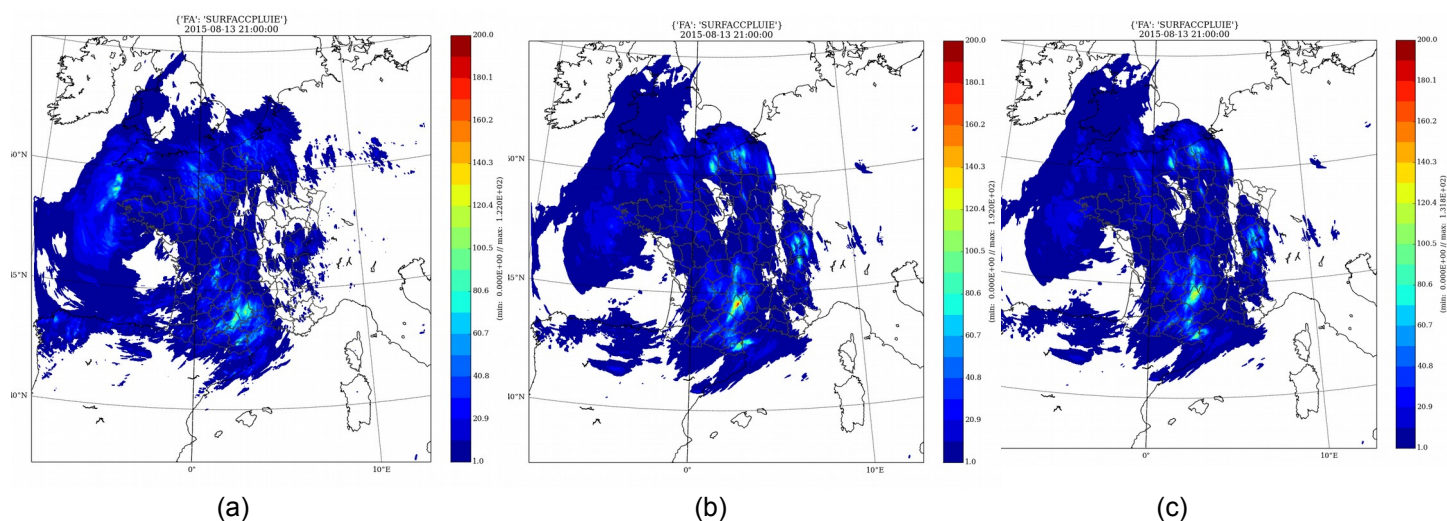 {'FA': 'SURFACCPLUIE'}
2015-08-13 21:00:00
200.0
180.1
160.2
140.3
120.4
100.5
80.6
60.7
40.8
20.9
1.0
(min: 0.000E+00 // max: 1.220E+02)
50°N
45°N
40°N
0°
10°E
(a)
{'FA': 'SURFACCPLUIE'}
2015-08-13 21:00:00
200.0
180.1
160.2
140.3
120.4
100.5
80.6
60.7
40.8
20.9
1.0
(min: 0.000E+00 // max: 1.920E+02)
50°N
45°N
40°N
0°
10°E
(b)
{'FA': 'SURFACCPLUIE'}
2015-08-13 21:00:00
200.0
180.1
160.2
140.3
120.4
100.5
80.6
60.7
40.8
20.9
1.0
(min: 0.000E+00 // max: 1.318E+02)
0°
10°E
(c)